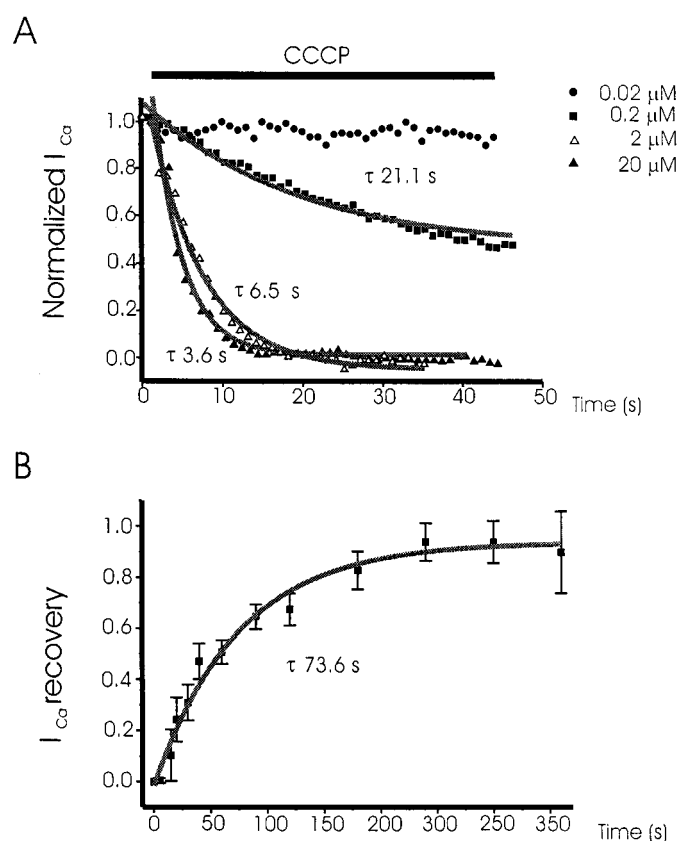 A
CCCP
● 0.02 μM
■ 0.2 μM
△ 2 μM
▲ 20 μM
Normalized I Ca
1.0
0.8
0.6
0.4
0.2
0.0
τ 21.1 s
τ 6.5 s
τ 3.6 s
0 10 20 30 40 50
Time (s)
B
I Ca recovery
1.0
0.8
0.6
0.4
0.2
0.0
τ 73.6 s
0 50 100 150 200 250 300 350
Time (s)